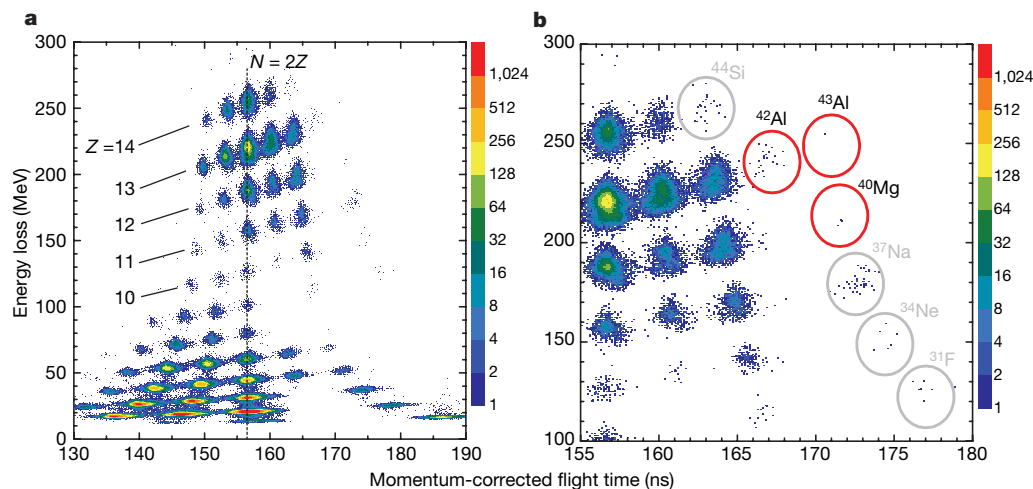 a
b
N = 2Z
Z = 14
13
12
11
10
Energy loss (MeV)
300
250
200
150
100
50
0
130 140 150 160 170 180 190
1,024
512
256
128
64
32
16
8
4
2
1
44Si
42Al
43Al
40Mg
37Na
34Ne
31F
300
250
200
150
100
155 160 165 170 175 180
1,024
512
256
128
64
32
16
8
4
2
1
Momentum-corrected flight time (ns)